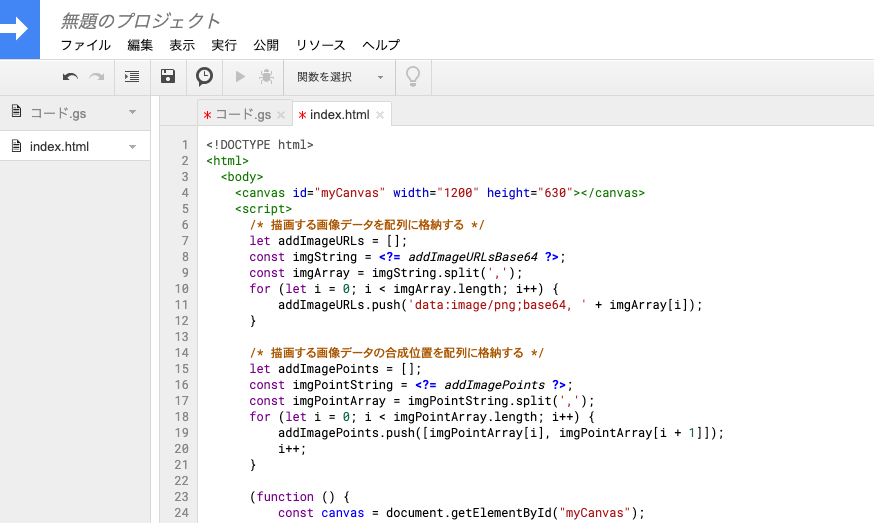 無題のプロジェクト
ファイル 編集 表示 実行 公開 リソース ヘルプ
関数を選択
コード.gs
index.html
* コード.gs ×
* index.html ×
1 <!DOCTYPE html>
2 <html>
3 <body>
4 <canvas id="myCanvas" width="1200" height="630"></canvas>
5 <script>
6 /* 描画する画像データを配列に格納する */
7 let addImageURLs = [];
8 const imgString = <?= addImageURLsBase64 ?>;
9 const imgArray = imgString.split(',');
10 for (let i = 0; i < imgArray.length; i++) {
11 addImageURLs.push('data:image/png;base64, ' + imgArray[i]);
12 }
13
14 /* 描画する画像データの合成位置を配列に格納する */
15 let addImagePoints = [];
16 const imgPointString = <?= addImagePoints ?>;
17 const imgPointArray = imgPointString.split(',');
18 for (let i = 0; i < imgPointArray.length; i++) {
19 addImagePoints.push([imgPointArray[i], imgPointArray[i + 1]]);
20 i++;
21 }
22
23 (function () {
24 const canvas = document.getElementById("myCanvas");